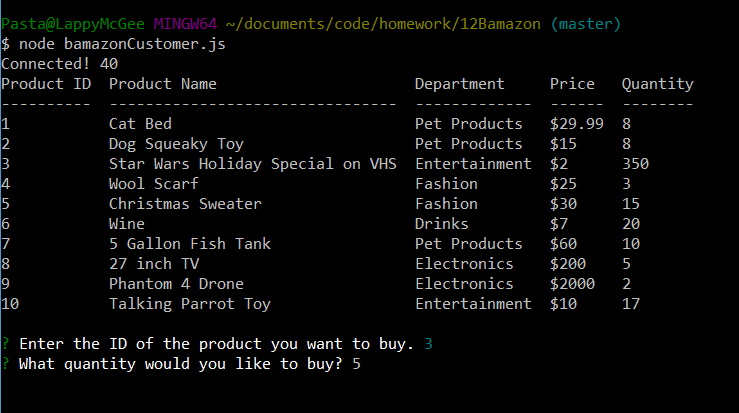 Pasta@LappyMcGee MINGW64 ~/documents/code/homework/12Bamazon (master)
$ node bamazonCustomer.js
Connected! 40
Product ID  Product Name                      Department     Price   Quantity
----------  --------------------------------  -------------  ------  --------
1           Cat Bed                           Pet Products   $29.99  8
2           Dog Squeaky Toy                   Pet Products   $15     8
3           Star Wars Holiday Special on VHS  Entertainment  $2      350
4           Wool Scarf                        Fashion        $25     3
5           Christmas Sweater                 Fashion        $30     15
6           Wine                              Drinks         $7      20
7           5 Gallon Fish Tank                Pet Products   $60     10
8           27 inch TV                        Electronics    $200    5
9           Phantom 4 Drone                   Electronics    $2000   2
10          Talking Parrot Toy                Entertainment  $10     17
? Enter the ID of the product you want to buy. 3
? What quantity would you like to buy? 5